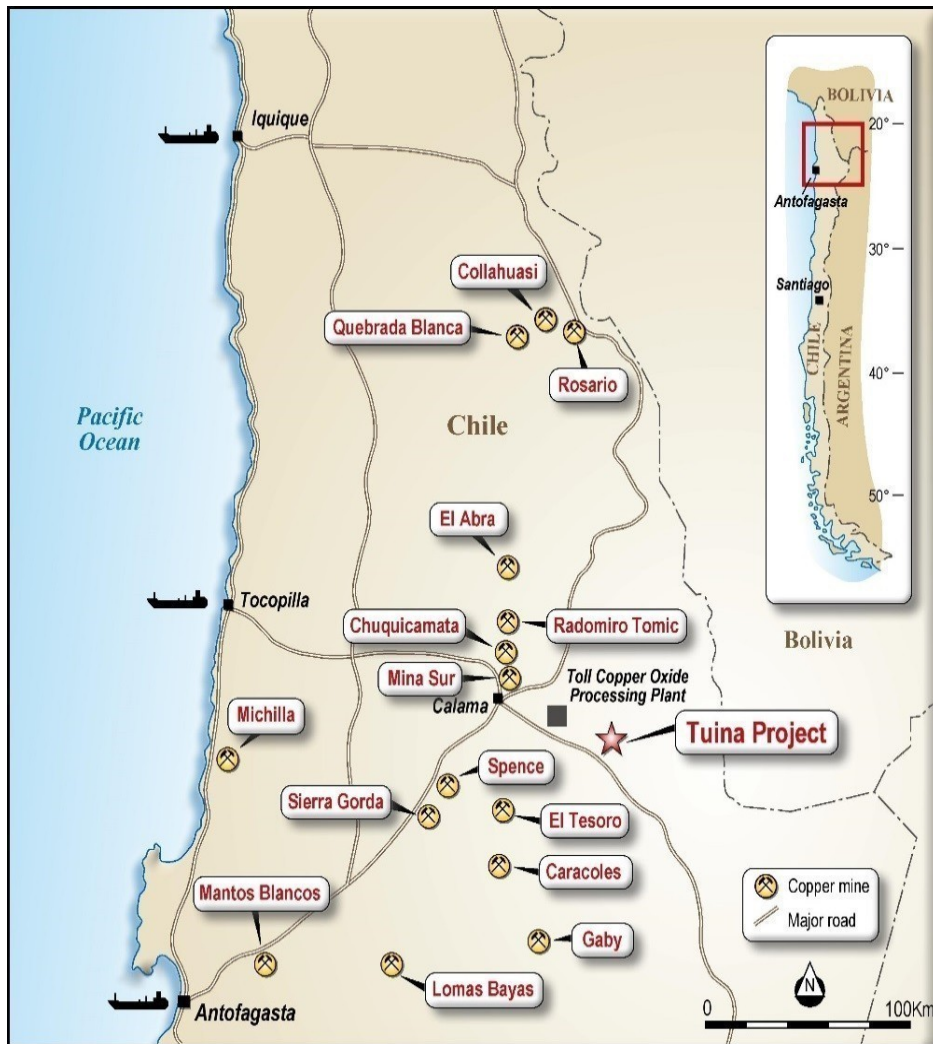 Iquique
Collahuasi
Quebrada Blanca
Rosario
Pacific
Ocean
Chile
El Abra
Tocopilla
Radomiro Tomic
Chuquicamata
Mina Sur
Calama
Toll Copper Oxide
Processing Plant
Tuina Project
Michilla
Spence
Sierra Gorda
El Tesoro
Caracoles
Mantos Blancos
Gaby
Lomas Bayas
Antofagasta
Bolivia
BOLIVIA
20°
Antofagasta
30°
Santiago
CHILE
ARGENTINA
40°
50°
Copper mine
Major road
N
0
100Km